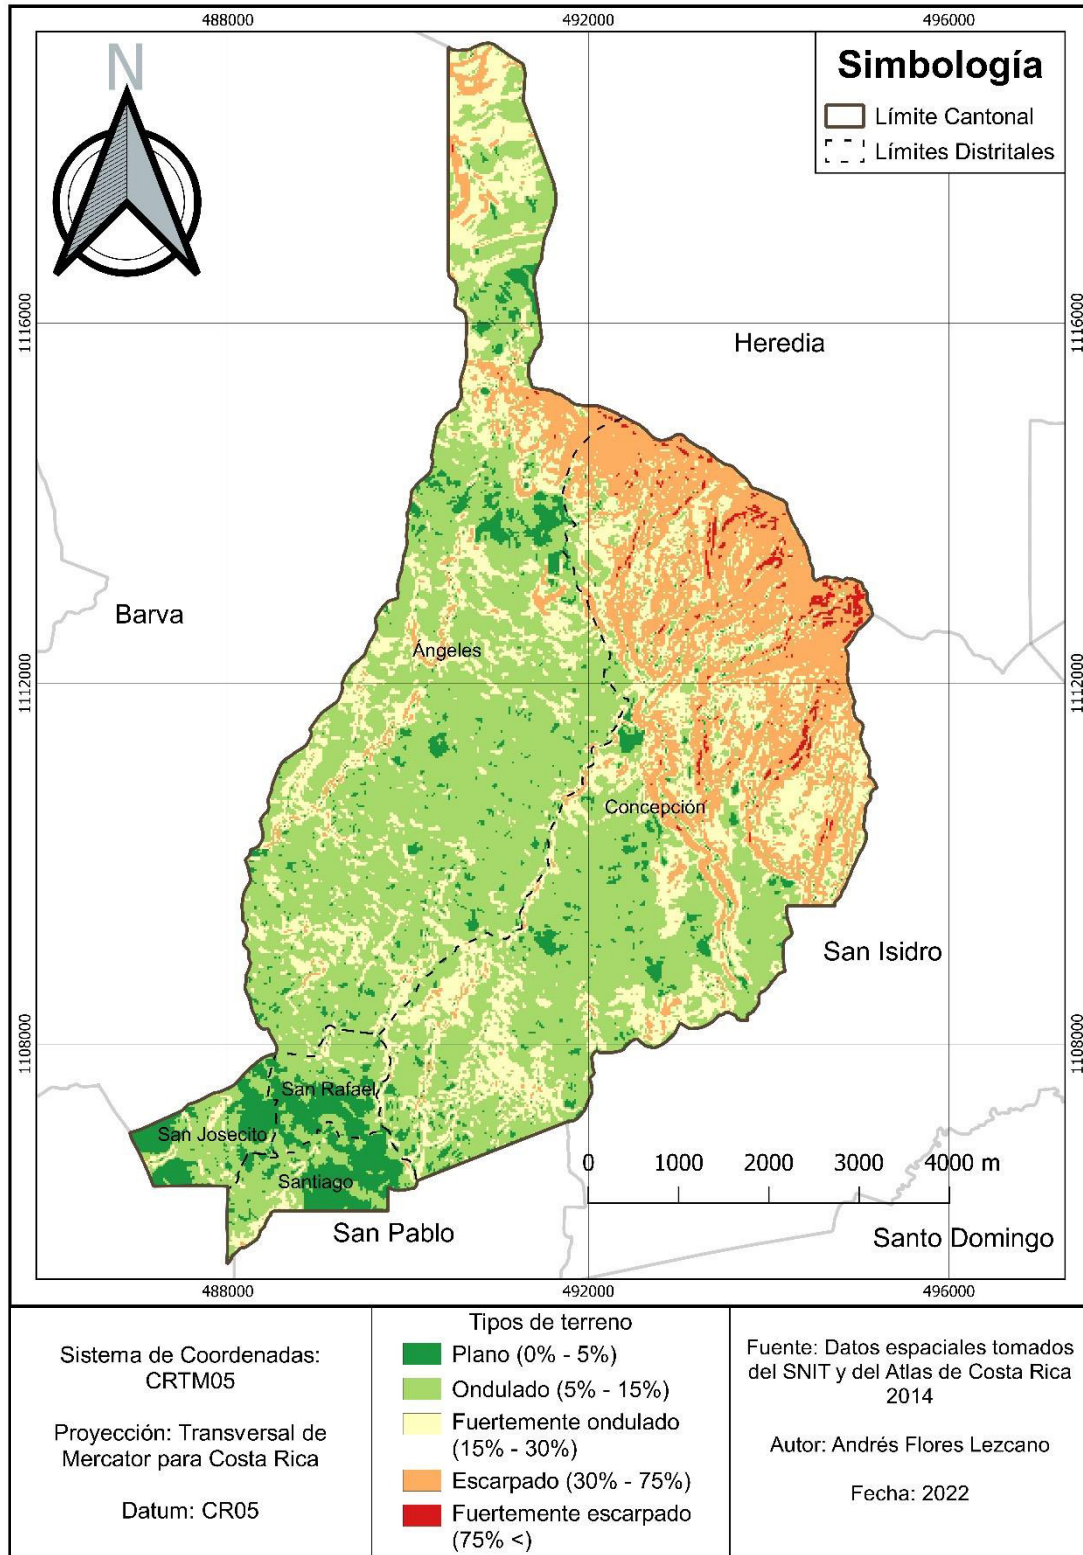 488000
492000
496000
N
Simbología
Límite Cantonal
Límites Distritales
1116000
1116000
Heredia
Barva
Ángeles
1112000
1112000
Concepción
San Isidro
1108000
1108000
San Rafael
San Josecito
Santiago
0 1000 2000 3000 4000 m
San Pablo
Santo Domingo
488000
492000
496000
Sistema de Coordenadas:
CRTM05
Proyección: Transversal de
Mercator para Costa Rica
Datum: CR05
Tipos de terreno
Plano (0% - 5%)
Ondulado (5% - 15%)
Fuertemente ondulado
(15% - 30%)
Escarpado (30% - 75%)
Fuertemente escarpado
(75% <)
Fuente: Datos espaciales tomados
del SNIT y del Atlas de Costa Rica
2014
Autor: Andrés Flores Lezcano
Fecha: 2022